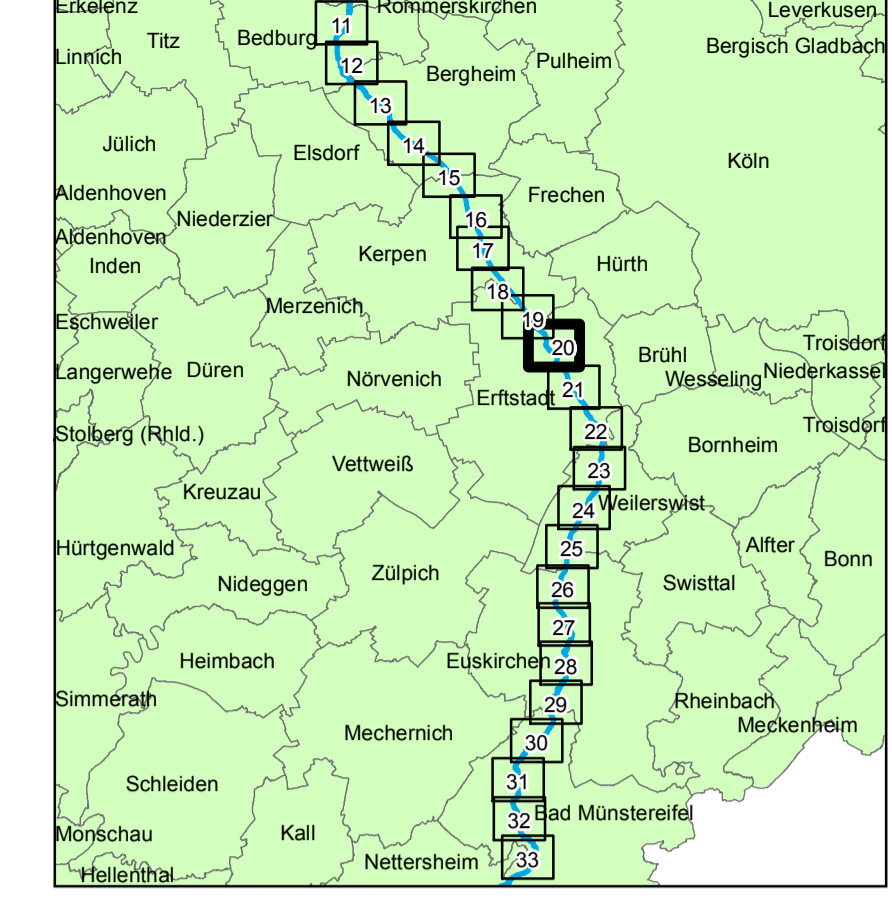 Erkelenz
Rommerskirchen
Leverkusen
11
Titz
Bedburg
Bergisch Gladbach
Linnich
12
Bergheim
Pulheim
13
Jülich
Elsdorf
14
Köln
15
Aldenhoven
Frechen
Niederzier
16
Aldenhoven
17
Kerpen
Inden
Hürth
18
Merzenich
Eschweiler
19
Troisdorf
20
Brühl
Langerwehe
Düren
Nörvenich
Wesseling
Niederkassel
21
Erftstadt
Stolberg (Rhld.)
22
Troisdorf
Bornheim
Vettweiß
23
Kreuzau
Weilerswist
24
Hürtgenwald
25
Alfter
Bonn
Zülpich
Nideggen
26
Swisttal
27
Heimbach
Euskirchen
28
Simmerath
29
Rheinbach
Meckenheim
Mechernich
30
Schleiden
31
Bad Münstereifel
32
Monschau
Kall
Nettersheim
33
Hellenthal